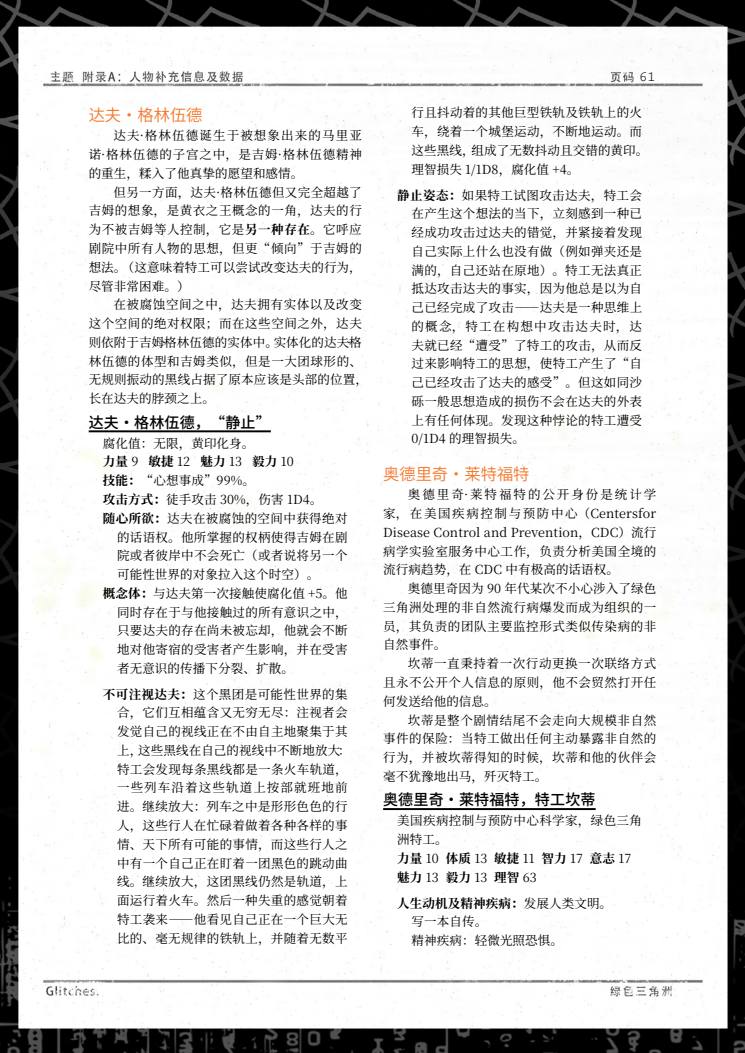 主题 附录A：人物补充信息及数据
页码 61
达夫・格林伍德
达夫·格林伍德诞生于被想象出来的马里亚
诺·格林伍德的子宫之中，是吉姆·格林伍德精神
的重生，糅入了他真挚的愿望和感情。
但另一方面，达夫·格林伍德但又完全超越了
吉姆的想象，是黄衣之王概念的一角，达夫的行
为不被吉姆等人控制，它是另一种存在。它呼应
剧院中所有人物的思想，但更“倾向”于吉姆的
想法。（这意味着特工可以尝试改变达夫的行为，
尽管非常困难。）
在被腐蚀空间之中，达夫拥有实体以及改变
这个空间的绝对权限；而在这些空间之外，达夫
则依附于吉姆格林伍德的实体中。实体化的达夫格
林伍德的体型和吉姆类似，但是一大团球形的、
无规则振动的黑线占据了原本应该是头部的位置，
长在达夫的脖颈之上。
达夫・格林伍德，“静止”
腐化值：无限，黄印化身。
力量 9 敏捷 12 魅力 13 毅力 10
技能：“心想事成”99%。
攻击方式：徒手攻击 30%，伤害 1D4。
随心所欲：达夫在被腐蚀的空间中获得绝对
的话语权。他所掌握的权柄使得吉姆在剧
院或者彼岸中不会死亡（或者说将另一个
可能性世界的对象拉入这个时空）。
概念体：与达夫第一次接触使腐化值 +5。他
同时存在于与他接触过的所有意识之中，
只要达夫的存在尚未被忘却，他就会不断
地对他寄宿的受害者产生影响，并在受害
者无意识的传播下分裂、扩散。
不可注视达夫：这个黑团是可能性世界的集
合，它们互相蕴含又无穷无尽：注视者会
发觉自己的视线正在不由自主地聚集于其
上，这些黑线在自己的视线中不断地放大：
特工会发现每条黑线都是一条火车轨道，
一些列车沿着这些轨道上按部就班地前
进。继续放大：列车之中是形形色色的行
人，这些行人在忙碌着做着各种各样的事
情、天下所有可能的事情，而这些行人之
中有一个自己正在盯着一团黑色的跳动曲
线。继续放大，这团黑线仍然是轨道，上
面运行着火车。然后一种失重的感觉朝着
特工袭来——他看见自己正在一个巨大无
比的、毫无规律的铁轨上，并随着无数平
行且抖动着的其他巨型铁轨及铁轨上的火
车，绕着一个城堡运动，不断地运动。而
这些黑线，组成了无数抖动且交错的黄印。
理智损失 1/1D8，腐化值 +4。
静止姿态：如果特工试图攻击达夫，特工会
在产生这个想法的当下，立刻感到一种已
经成功攻击过达夫的错觉，并紧接着发现
自己实际上什么也没有做（例如弹夹还是
满的，自己还站在原地）。特工无法真正
抵达攻击达夫的事实，因为他总是以为自
己已经完成了攻击——达夫是一种思维上
的概念，特工在构想中攻击达夫时，达
夫就已经“遭受”了特工的攻击，从而反
过来影响特工的思想，使特工产生了“自
己已经攻击了达夫的感受”。但这如同沙
砾一般思想造成的损伤不会在达夫的外表
上有任何体现。发现这种悖论的特工遭受
0/1D4 的理智损失。
奥德里奇・莱特福特
奥德里奇·莱特福特的公开身份是统计学
家，在美国疾病控制与预防中心（Centersfor
Disease Control and Prevention，CDC）流行
病学实验室服务中心工作，负责分析美国全境的
流行病趋势，在 CDC 中有极高的话语权。
奥德里奇因为 90 年代某次不小心涉入了绿色
三角洲处理的非自然流行病爆发而成为组织的一
员，其负责的团队主要监控形式类似传染病的非
自然事件。
坎蒂一直秉持着一次行动更换一次联络方式
且永不公开个人信息的原则，他不会贸然打开任
何发送给他的信息。
坎蒂是整个剧情结尾不会走向大规模非自然
事件的保险：当特工做出任何主动暴露非自然的
行为，并被坎蒂得知的时候，坎蒂和他的伙伴会
毫不犹豫地出马，歼灭特工。
奥德里奇・莱特福特，特工坎蒂
美国疾病控制与预防中心科学家，绿色三角
洲特工。
力量 10 体质 13 敏捷 11 智力 17 意志 17
魅力 13 毅力 13 理智 63
人生动机及精神疾病：发展人类文明。
写一本自传。
精神疾病：轻微光照恐惧。
Glitches.
绿色三角洲